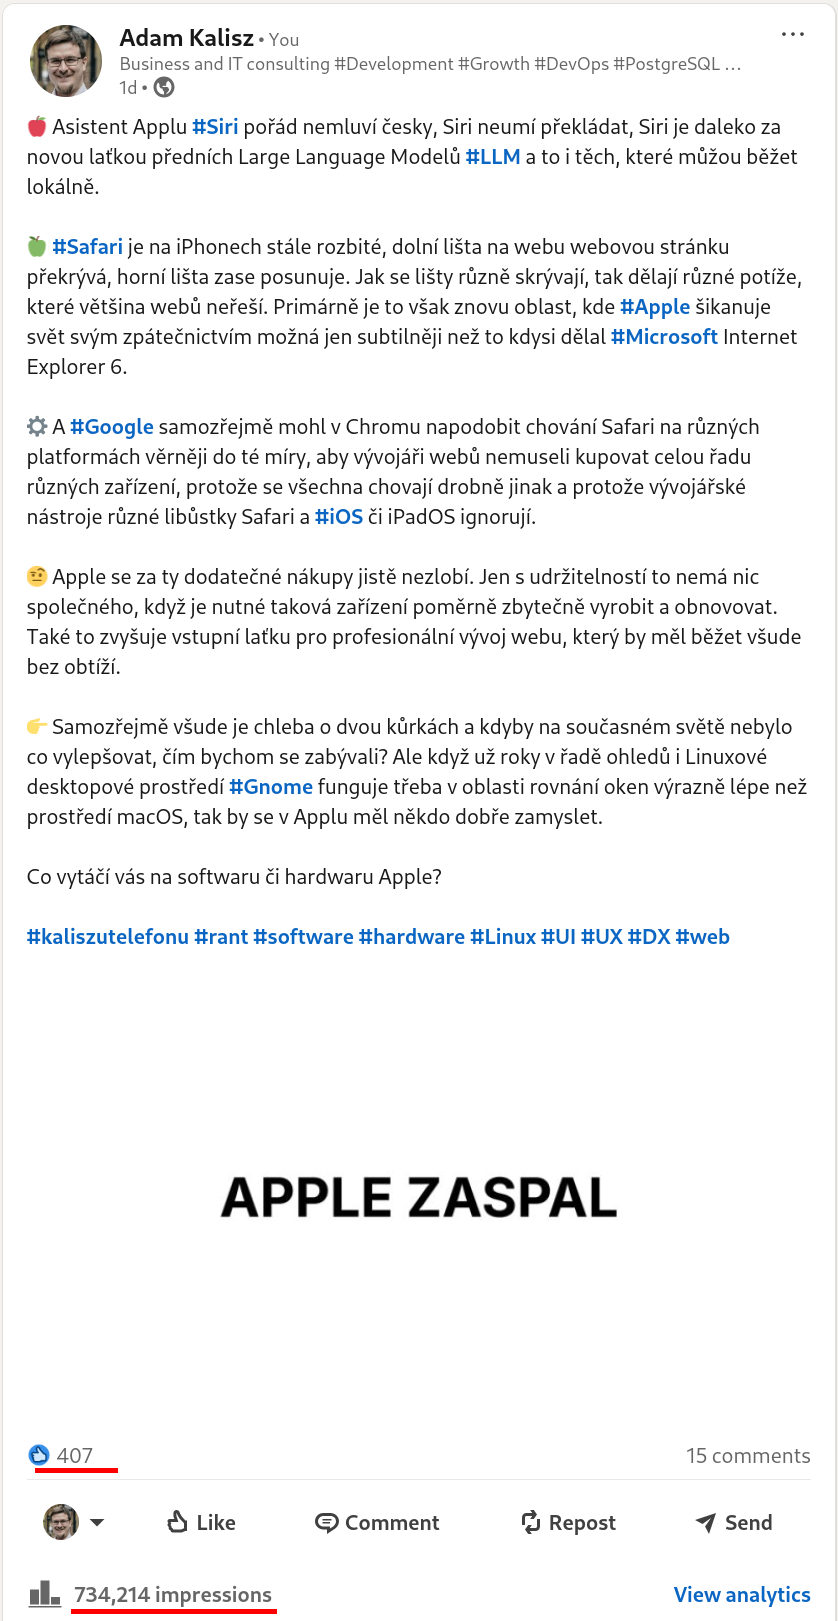 Adam Kalisz • You
Business and IT consulting #Development #Growth #DevOps #PostgreSQL …
1d •
Asistent Applu #Siri pořád nemluví česky, Siri neumí překládat, Siri je daleko za
novou laťkou předních Large Language Modelů #LLM a to i těch, které můžou běžet
lokálně.
#Safari je na iPhonech stále rozbité, dolní lišta na webu webovou stránku
překrývá, horní lišta zase posunuje. Jak se lišty různě skrývají, tak dělají různé potíže,
které většina webů neřeší. Primárně je to však znovu oblast, kde #Apple šikanuje
svět svým zpátečnictvím možná jen subtilněji než to kdysi dělal #Microsoft Internet
Explorer 6.
A #Google samozřejmě mohl v Chromu napodobit chování Safari na různých
platformách věrněji do té míry, aby vývojáři webů nemuseli kupovat celou řadu
různých zařízení, protože se všechna chovají drobně jinak a protože vývojářské
nástroje různé libůstky Safari a #iOS či iPadOS ignorují.
Apple se za ty dodatečné nákupy jistě nezlobí. Jen s udržitelností to nemá nic
společného, když je nutné taková zařízení poměrně zbytečně vyrobit a obnovovat.
Také to zvyšuje vstupní laťku pro profesionální vývoj webu, který by měl běžet všude
bez obtíží.
Samozřejmě všude je chleba o dvou kůrkách a kdyby na současném světě nebylo
co vylepšovat, čím bychom se zabývali? Ale když už roky v řadě ohledů i Linuxové
desktopové prostředí #Gnome funguje třeba v oblasti rovnání oken výrazně lépe než
prostředí macOS, tak by se v Applu měl někdo dobře zamyslet.
Co vytáčí vás na softwaru či hardwaru Apple?
#kaliszutelefonu #rant #software #hardware #Linux #UI #UX #DX #web
APPLE ZASPAL
407 15 comments
Like Comment Repost Send
734,214 impressions View analytics